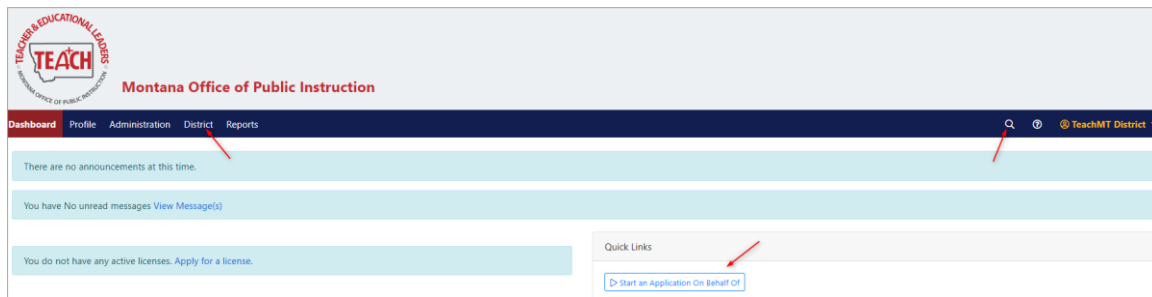 TEACHER & EDUCATIONAL LEADERS
TEACH
MONTANA OFFICE OF PUBLIC INSTRUCTION
Montana Office of Public Instruction
Dashboard Profile Administration District Reports TeachMT District
There are no announcements at this time.
You have No unread messages View Message(s)
Quick Links
You do not have any active licenses. Apply for a license.
Start an Application On Behalf Of